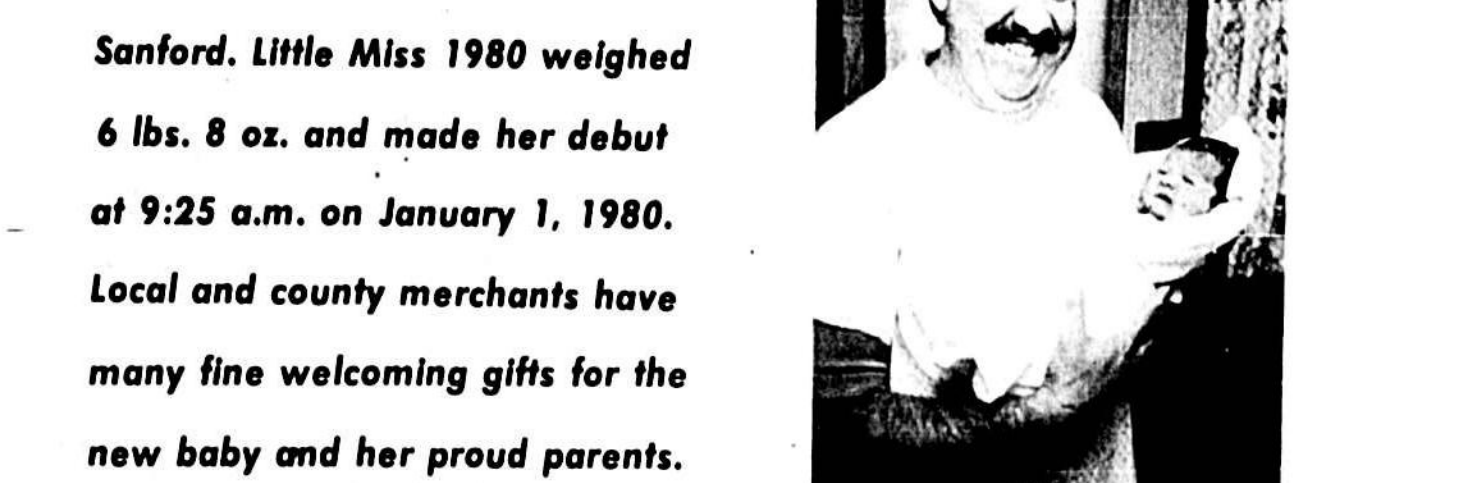 Sanford. Little Miss 1980 weighed
6 lbs. 8 oz. and made her debut
at 9:25 a.m. on January 1, 1980.
Local and county merchants have
many fine welcoming gifts for the
new baby and her proud parents.